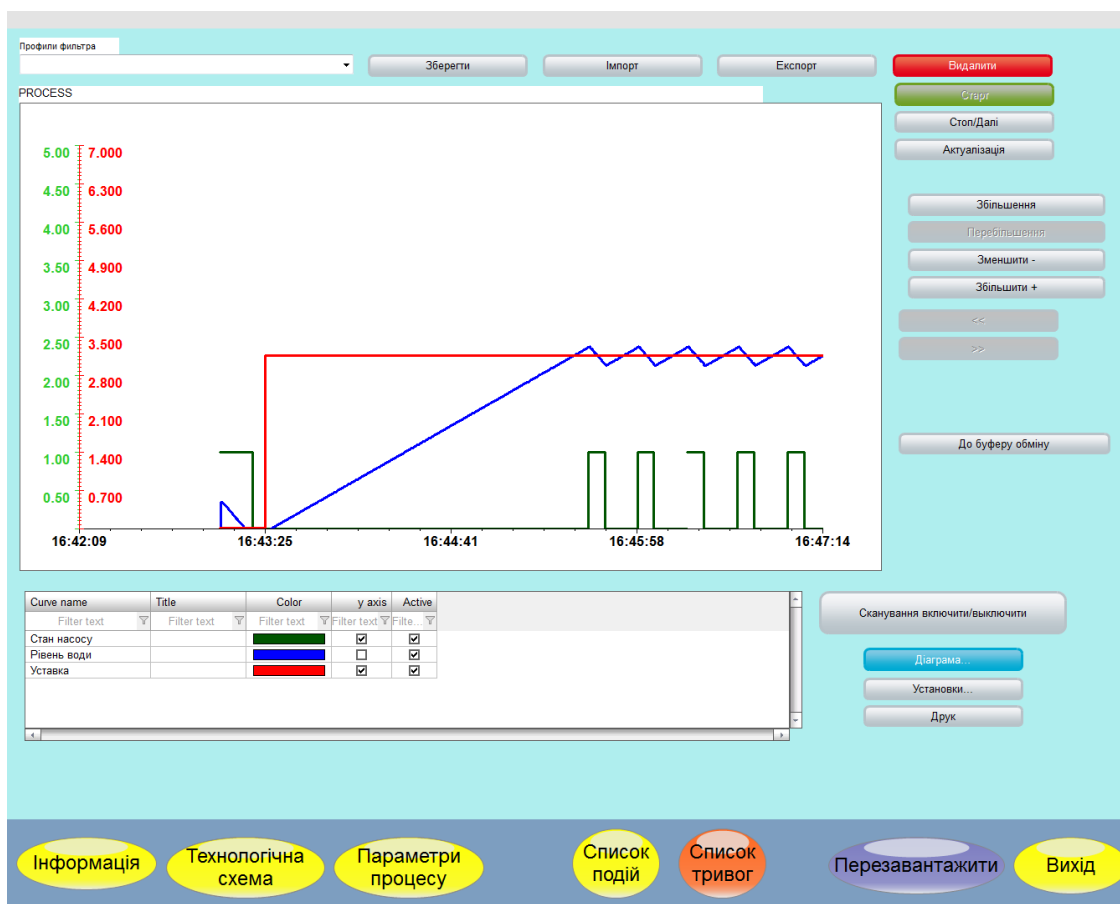 Профили фильтра
Зберегти
Імпорт
Експорт
Видалити
PROCESS
Старт
Стоп/Далі
Актуалізація
5.00 7.000
4.50 6.300
4.00 5.600
3.50 4.900
3.00 4.200
2.50 3.500
2.00 2.800
1.50 2.100
1.00 1.400
0.50 0.700
16:42:09 16:43:25 16:44:41 16:45:58 16:47:14
Збільшення
Перебільшення
Зменшити -
Збільшити +
<<
>>
До буферу обміну
Curve name Title Color y axis Active
Filter text Filter text Filter text Filter text Filte...
Стан насосу
Рівень води
Уставка
Сканування включити/выключити
Діаграма...
Установки...
Друк
Інформація
Технологічна
схема
Параметри
процесу
Список
подій
Список
тривог
Перезавантажити
Вихід